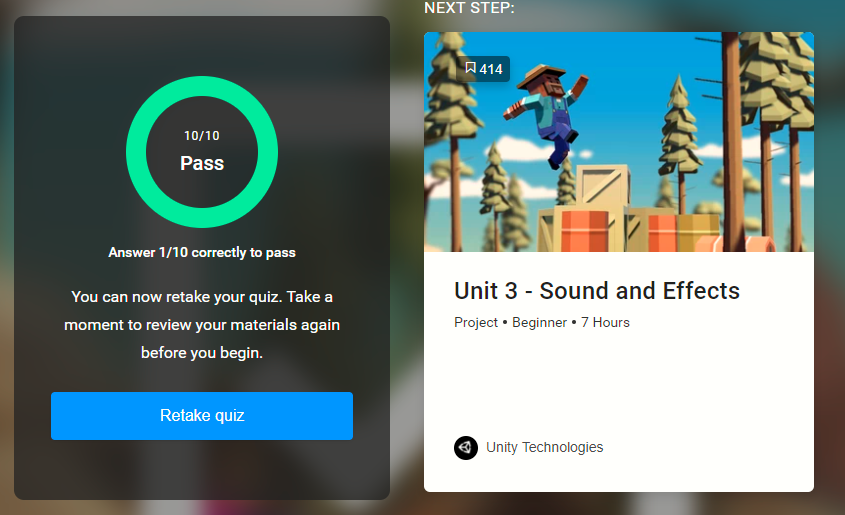 10/10
Pass
Answer 1/10 correctly to pass
You can now retake your quiz. Take a
moment to review your materials again
before you begin.
Retake quiz
NEXT STEP:
414
Unit 3 - Sound and Effects
Project • Beginner • 7 Hours
Unity Technologies